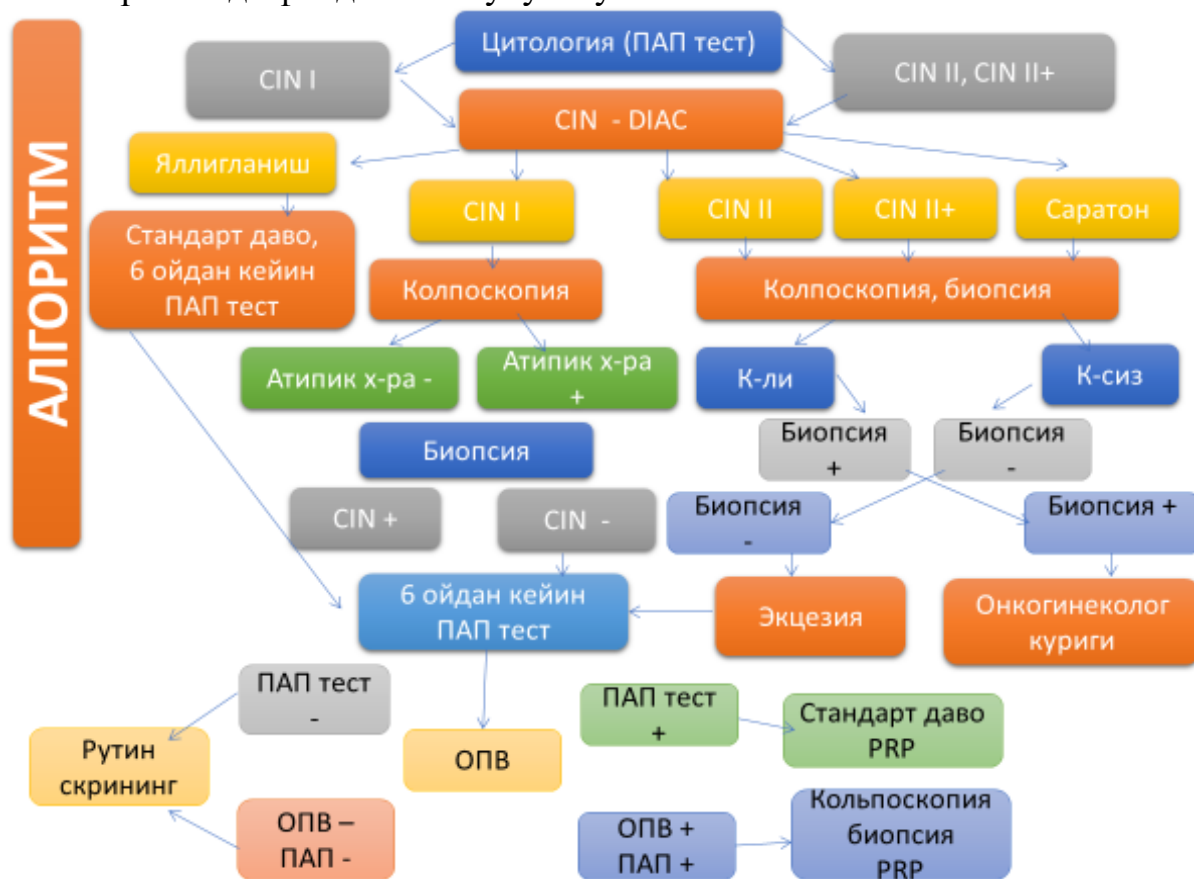 АЛГОРИТМ
Цитология (ПАП тест)
CIN I
CIN II, CIN II+
CIN - DIAC
Яллигланиш
CIN I
CIN II
CIN II+
Саратон
Стандарт даво,
6 ойдан кейин
ПАП тест
Колпоскопия
Колпоскопия, биопсия
Атипик х-ра -
Атипик х-ра
+
К-ли
К-сиз
Биопсия
Биопсия
+
Биопсия
-
CIN +
CIN -
Биопсия
-
Биопсия +
6 ойдан кейин
ПАП тест
Экцезия
Онкогинеколог
куриги
ПАП тест
-
ПАП тест
+
Стандарт даво
PRP
Рутин
скрининг
ОПВ
ОПВ –
ПАП -
ОПВ +
ПАП +
Кольпоскопия
биопсия
PRP